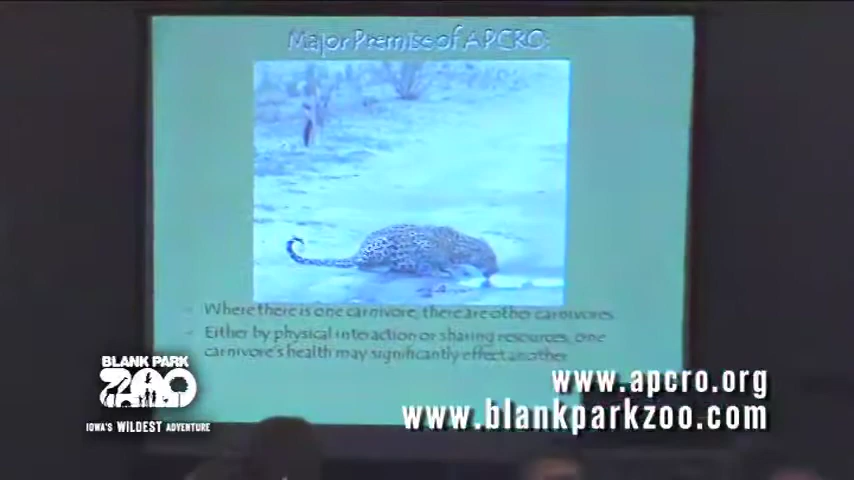 Major Premise of APCRO:
- Where there is one carnivore, there are other carnivores
- Either by physical interaction or sharing resources, one
carnivore's health may significantly effect another
BLANK PARK
ZOO
IOWA'S WILDEST ADVENTURE
www.apcro.org
www.blankparkzoo.com